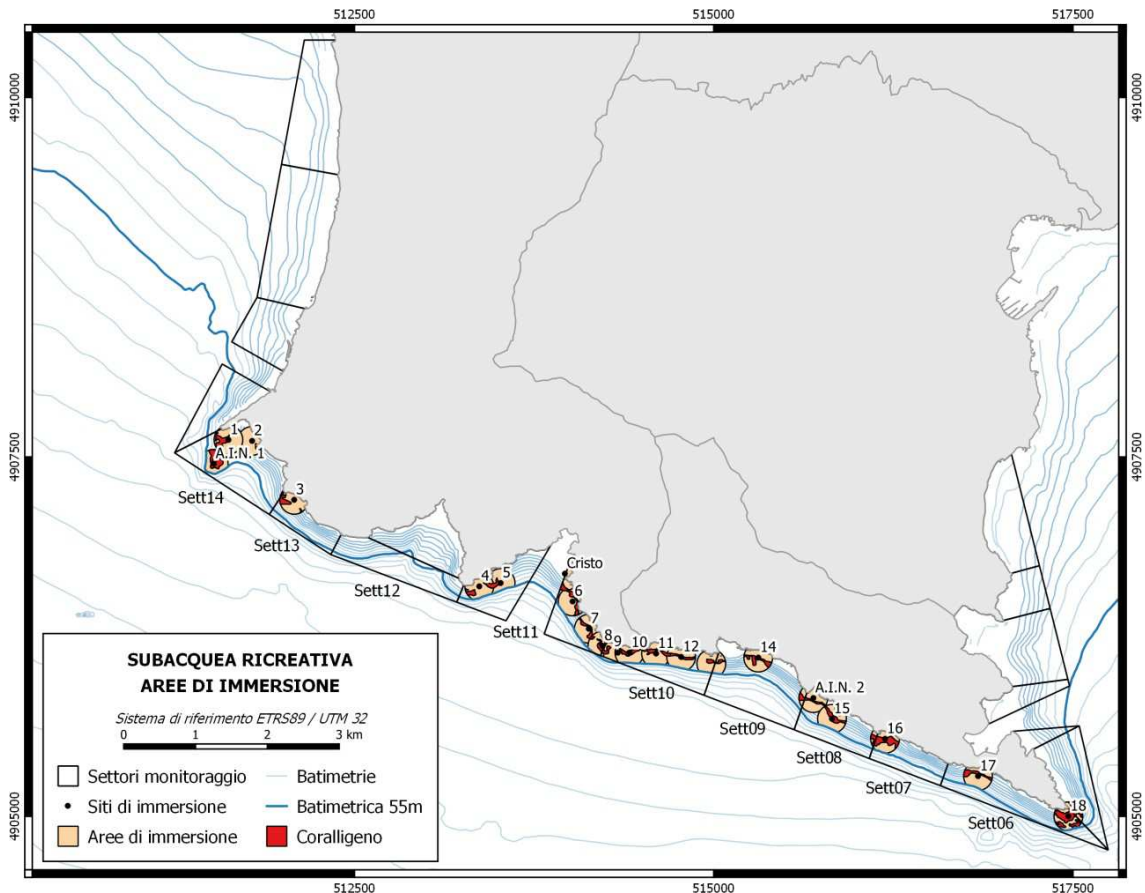 512500
515000
517500
4910000
4910000
1
2
A.I.N. 1
4907500
4907500
Sett14
3
Sett13
Cristo
4
5
Sett12
6
Sett11
7
8
9
10
11
12
14
Sett10
A.I.N. 2
15
Sett09
16
Sett08
17
Sett07
18
Sett06
4905000
4905000
SUBACQUEA RICREATIVA
AREE DI IMMERSIONE
Sistema di riferimento ETRS89 / UTM 32
0 1 2 3 km
Settori monitoraggio
Batimetrie
Siti di immersione
Batimetrica 55m
Aree di immersione
Coralligeno
512500
515000
517500